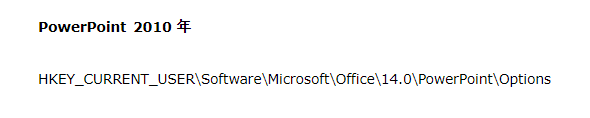 PowerPoint 2010 年
HKEY_CURRENT_USER\Software\Microsoft\Office\14.0\PowerPoint\Options